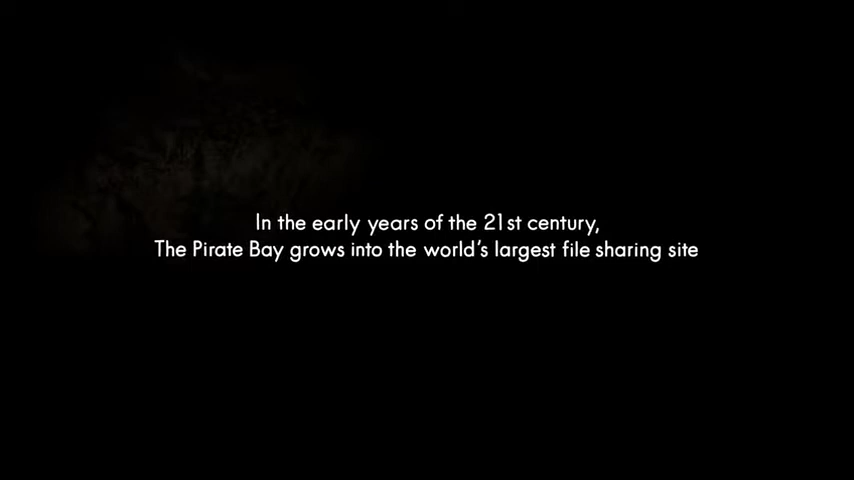 In the early years of the 21st century,
The Pirate Bay grows into the world's largest file sharing site